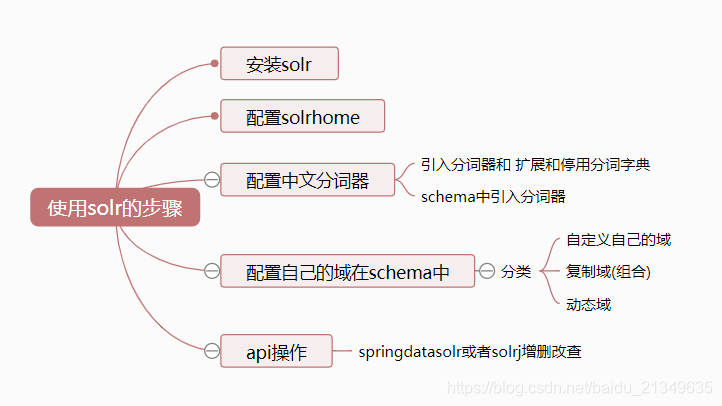 安装solr
配置solrhome
配置中文分词器
引入分词器和 扩展和停用分词字典
schema中引入分词器
使用solr的步骤
配置自己的域在schema中
分类
自定义自己的域
复制域(组合)
动态域
api操作
springdatasolr或者solrj增删改查
https://blog.csdn.net/baidu_21349635